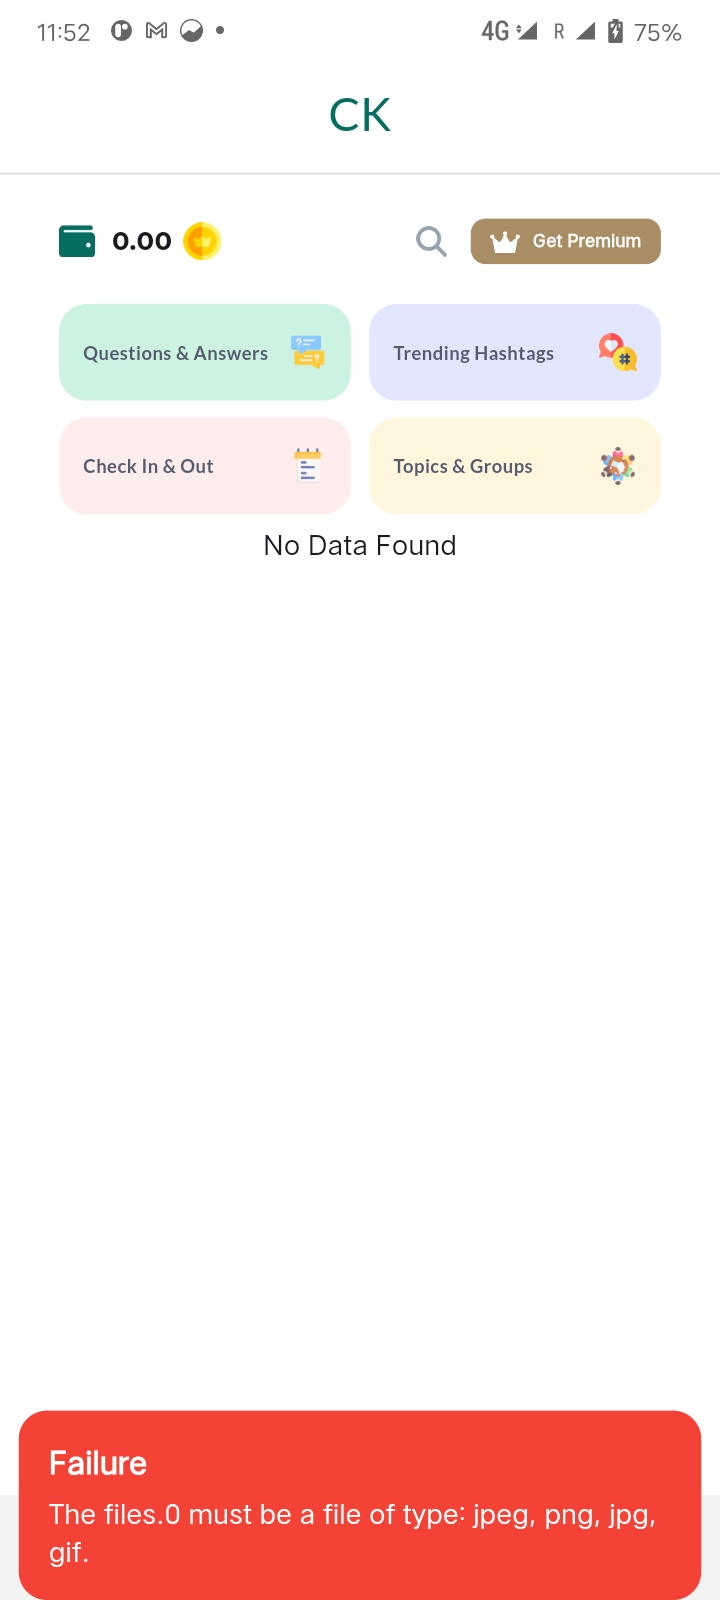 11:52
4G R 75%
CK
0.00
Get Premium
Questions & Answers
Trending Hashtags
Check In & Out
Topics & Groups
No Data Found
Failure
The files.0 must be a file of type: jpeg, png, jpg,
gif.